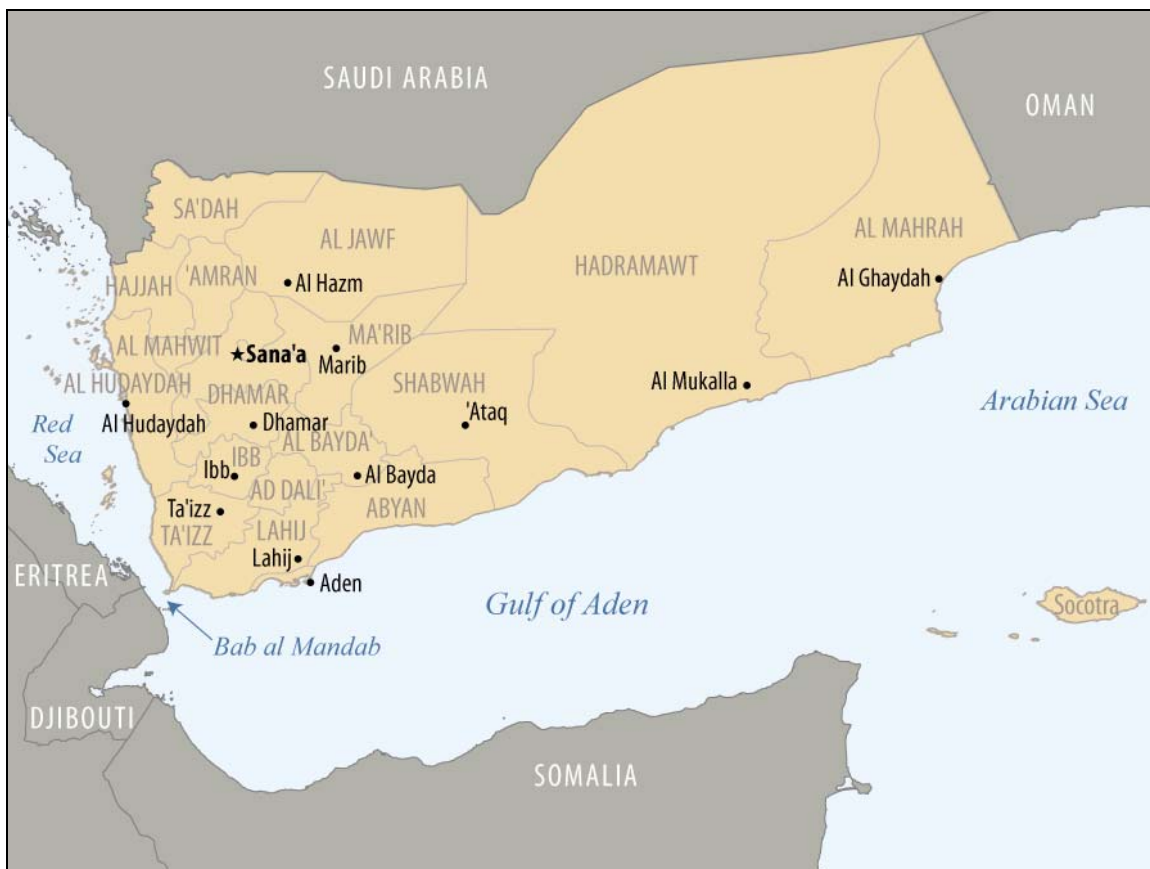 SAUDI ARABIA
OMAN
SA'DAH
AL JAWF
AL MAHRAH
HADRAMAWT
'AMRAN
HAJJAH
Al Hazm
Al Ghaydah
MA'RIB
AL MAHWIT
Sana'a
Marib
AL HUDAYDAH
DHAMAR
SHABWAH
Al Mukalla
Arabian Sea
Red
Sea
Al Hudaydah
Dhamar
'Ataq
AL BAYDA'
IBB
Ibb
Al Bayda
AD DALI'
ABYAN
Ta'izz
TA'IZZ
LAHIJ
Lahij
ERITREA
Aden
Gulf of Aden
Socotra
Bab al Mandab
DJIBOUTI
SOMALIA